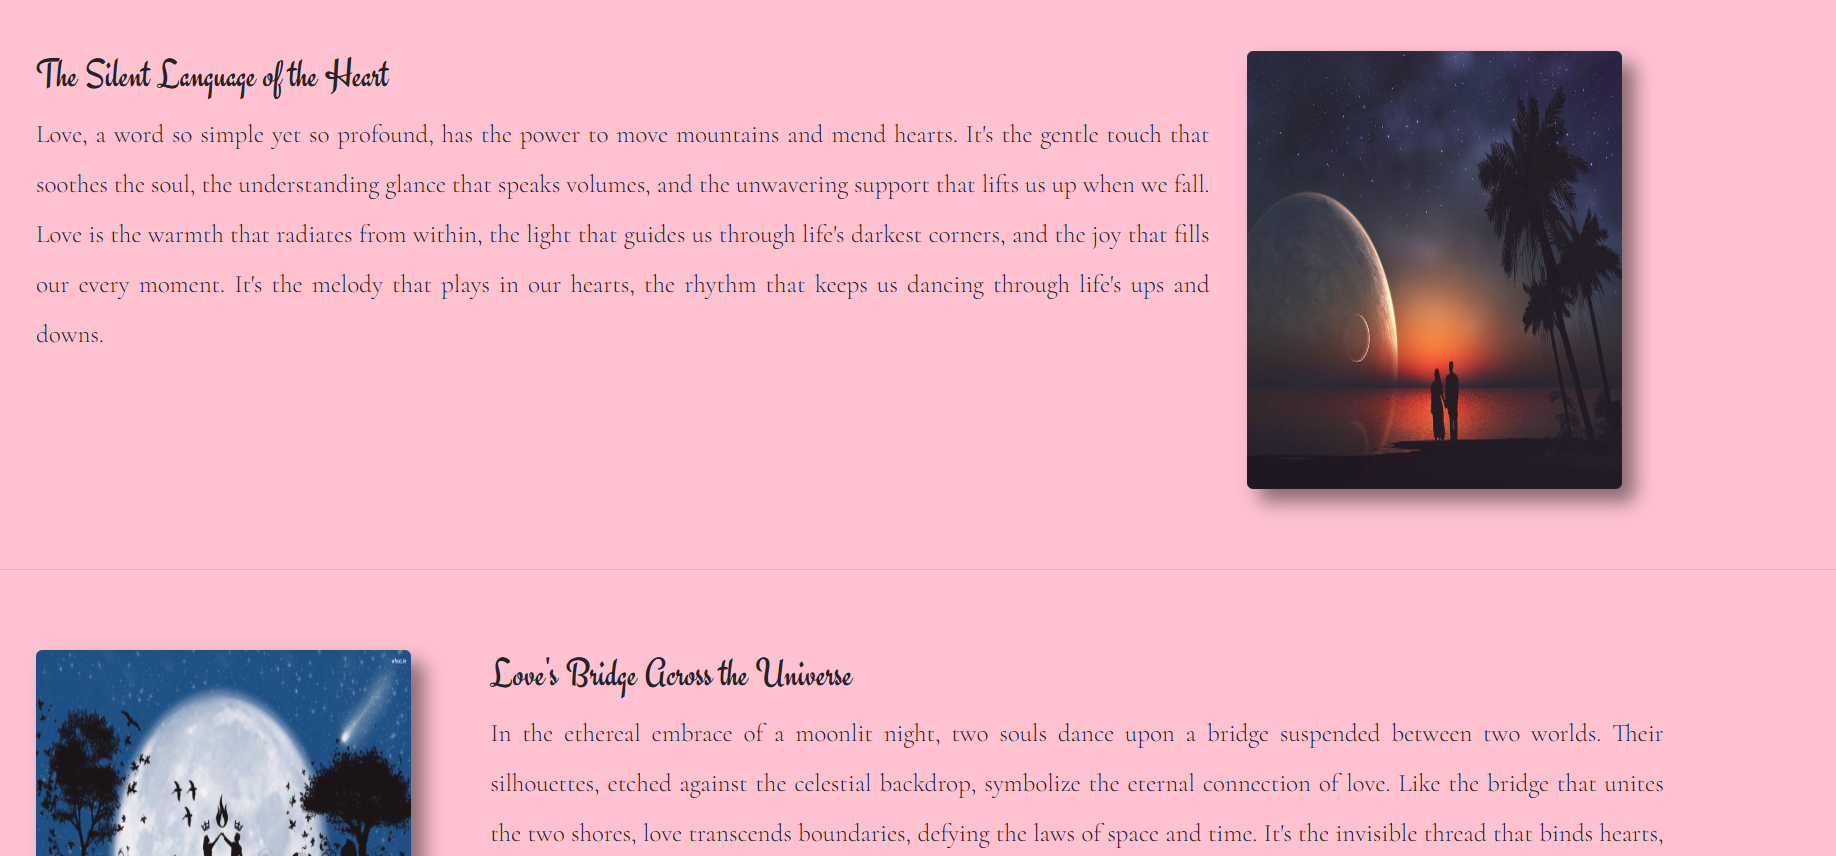 The Silent Language of the Heart
Love, a word so simple yet so profound, has the power to move mountains and mend hearts. It's the gentle touch that
soothes the soul, the understanding glance that speaks volumes, and the unwavering support that lifts us up when we fall.
Love is the warmth that radiates from within, the light that guides us through life's darkest corners, and the joy that fills
our every moment. It's the melody that plays in our hearts, the rhythm that keeps us dancing through life's ups and
downs.
Love's Bridge Across the Universe
In the ethereal embrace of a moonlit night, two souls dance upon a bridge suspended between two worlds. Their
silhouettes, etched against the celestial backdrop, symbolize the eternal connection of love. Like the bridge that unites
the two shores, love transcends boundaries, defying the laws of space and time. It's the invisible thread that binds hearts,